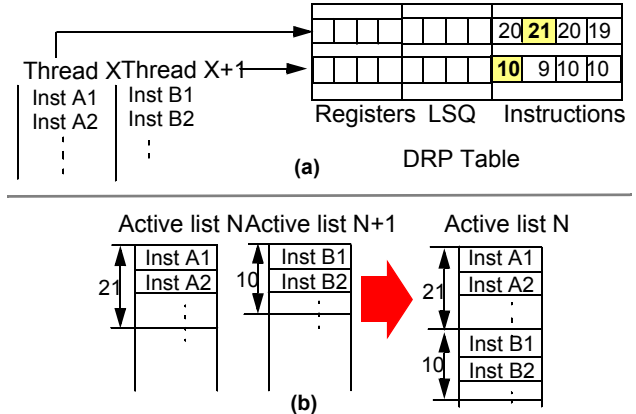 20 21 20 19
Thread X Thread X+1
10 9 10 10
Inst A1 Inst B1
Inst A2 Inst B2
Registers LSQ Instructions
(a)
DRP Table
Active list N Active list N+1 Active list N
Inst A1 Inst B1 Inst A1
21 Inst A2 10 Inst B2 21 Inst A2
Inst B1
10 Inst B2
(b)